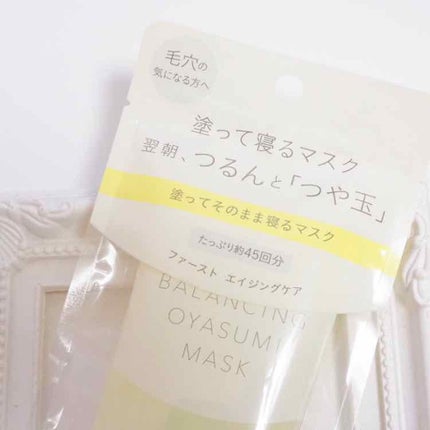 毛穴の
気になる方へ
塗って寝るマスク
翌朝、つるんと「つや玉」
塗ってそのまま寝るマスク
たっぷり約45回分
ファースト エイジングケア
BALANCING
OYASUMI
MASK